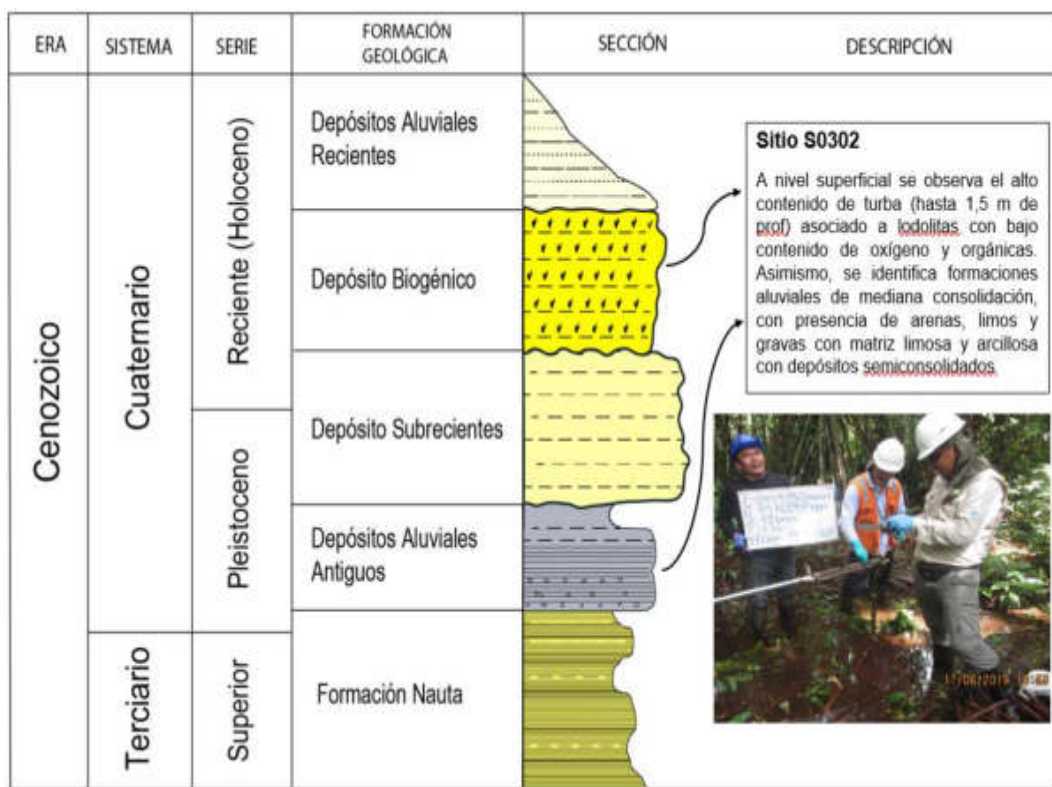 ERA
SISTEMA
SERIE
FORMACIÓN
GEOLÓGICA
SECCIÓN
DESCRIPCIÓN
Cenozoico
Cuaternario
Terciario
Reciente (Holoceno)
Pleistoceno
Superior
Depósitos Aluviales
Recientes
Depósito Biogénico
Depósito Subrecientes
Depósitos Aluviales
Antiguos
Formación Nauta
Sitio S0302
A nivel superficial se observa el alto
contenido de turba (hasta 1,5 m de
prof) asociado a lodolitas con bajo
contenido de oxígeno y orgánicas.
Asimismo, se identifica formaciones
aluviales de mediana consolidación,
con presencia de arenas, limos y
gravas con matriz limosa y arcillosa
con depósitos semiconsolidados